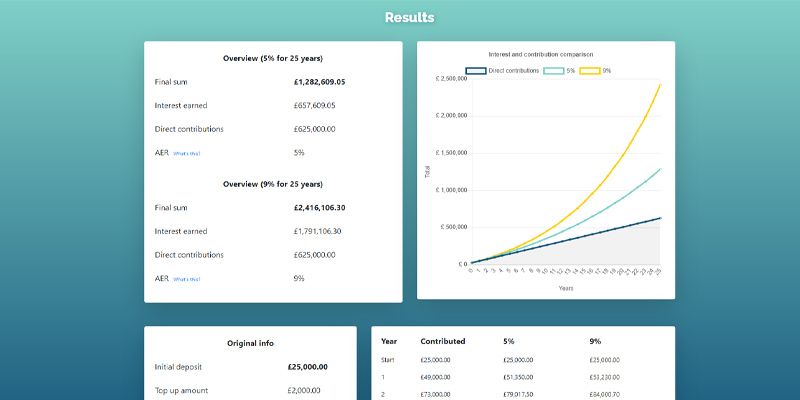 Results
Overview (5% for 25 years)
Final sum £1,282,609.05
Interest earned £657,609.05
Direct contributions £625,000.00
AER What's this? 5%
Overview (9% for 25 years)
Final sum £2,416,106.30
Interest earned £1,791,106.30
Direct contributions £625,000.00
AER What's this? 9%
Interest and contribution comparison
Direct contributions 5% 9%
£ 2,500,000
£ 2,000,000
£ 1,500,000
£ 1,000,000
£ 500,000
£ 0
Total
0 1 2 3 4 5 6 7 8 9 10 11 12 13 14 15 16 17 18 19 20 21 22 23 24 25
Years
Original info
Initial deposit £25,000.00
Top up amount £2,000.00
Year Contributed 5% 9%
Start £25,000.00 £25,000.00 £25,000.00
1 £49,000.00 £51,350.00 £53,230.00
2 £73,000.00 £79,017.50 £84,000.70